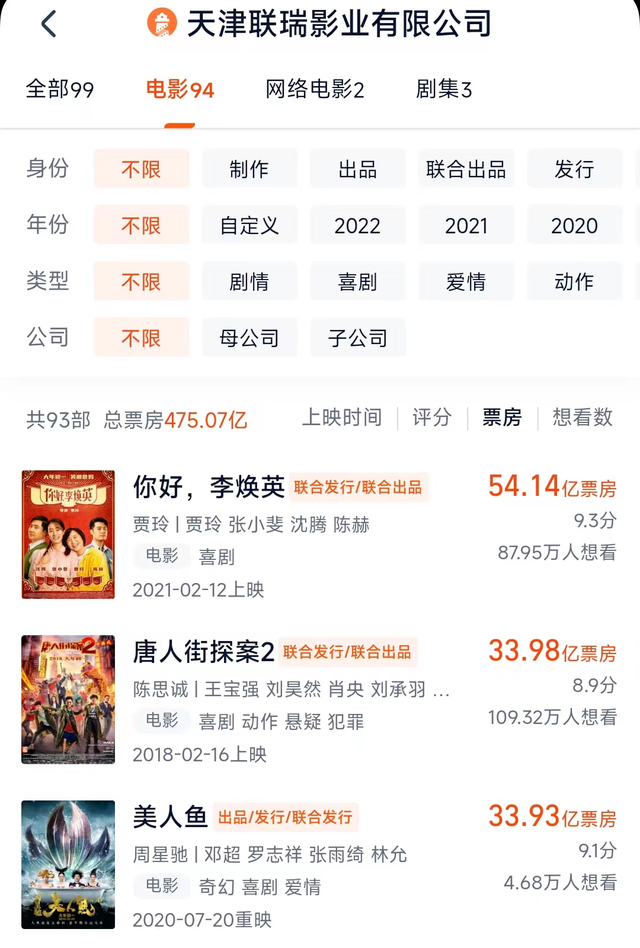 天津联瑞影业有限公司
全部99 电影94 网络电影2 剧集3
身份 不限 制作 出品 联合出品 发行
年份 不限 自定义 2022 2021 2020
类型 不限 剧情 喜剧 爱情 动作
公司 不限 母公司 子公司
共93部 总票房475.07亿 上映时间 评分 票房 想看数
你好,李焕英 联合发行/联合出品 54.14亿票房
贾玲 | 贾玲 张小斐 沈腾 陈赫 9.3分
电影 喜剧 87.95万人想看
2021-02-12上映
唐人街探案2 联合发行/联合出品 33.98亿票房
陈思诚 | 王宝强 刘昊然 肖央 刘承羽 ... 8.9分
电影 喜剧 动作 悬疑 犯罪 109.32万人想看
2018-02-16上映
美人鱼 出品/发行/联合发行 33.93亿票房
周星驰 | 邓超 罗志祥 张雨绮 林允 9.1分
电影 奇幻 喜剧 爱情 4.68万人想看
2020-07-20重映